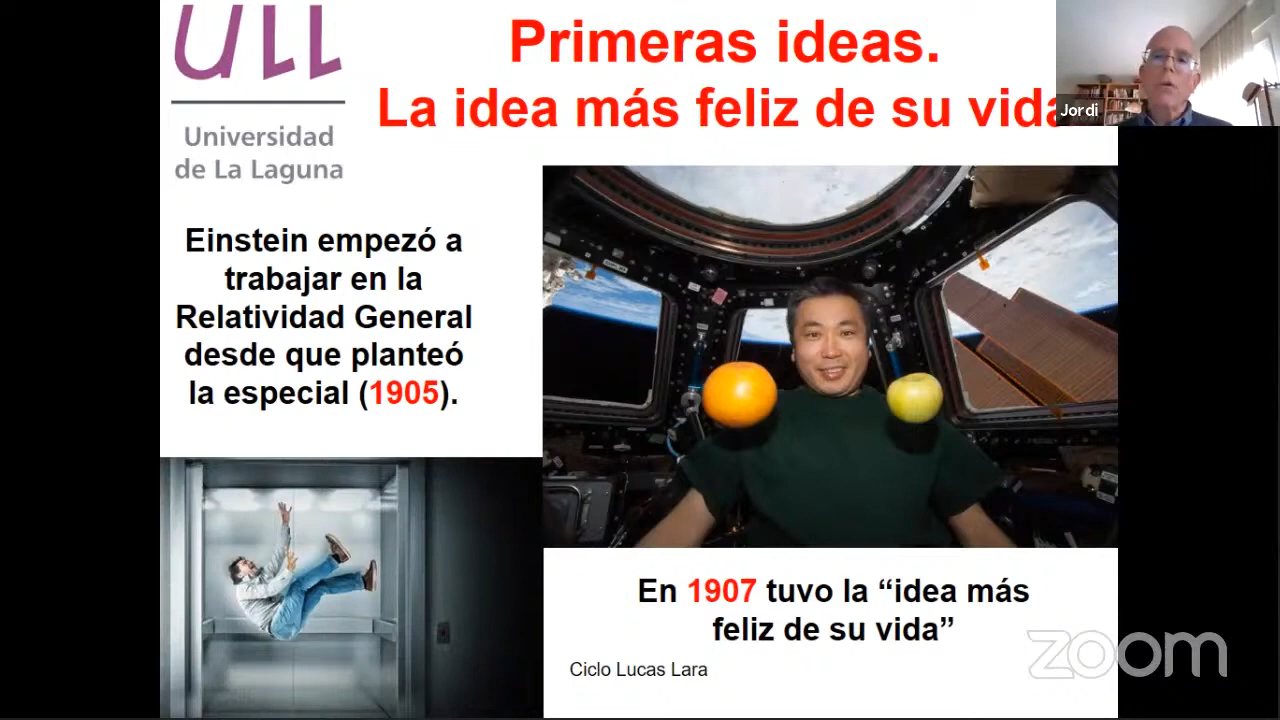 ULL
Universidad
de La Laguna
Primeras ideas.
La idea más feliz de su vida
Jordi
Einstein empezó a
trabajar en la
Relatividad General
desde que planteó
la especial (1905).
En 1907 tuvo la “idea más
feliz de su vida”
Ciclo Lucas Lara
zoom